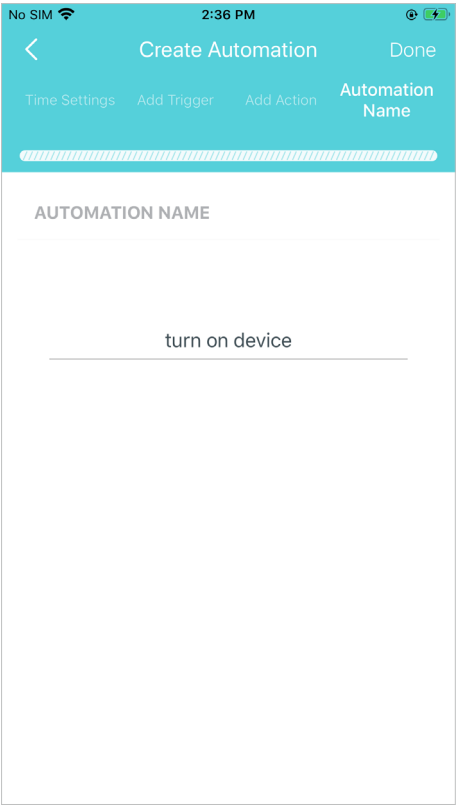 No SIM 2:36 PM
Create Automation Done
Time Settings Add Trigger Add Action Automation
Name
AUTOMATION NAME
turn on device